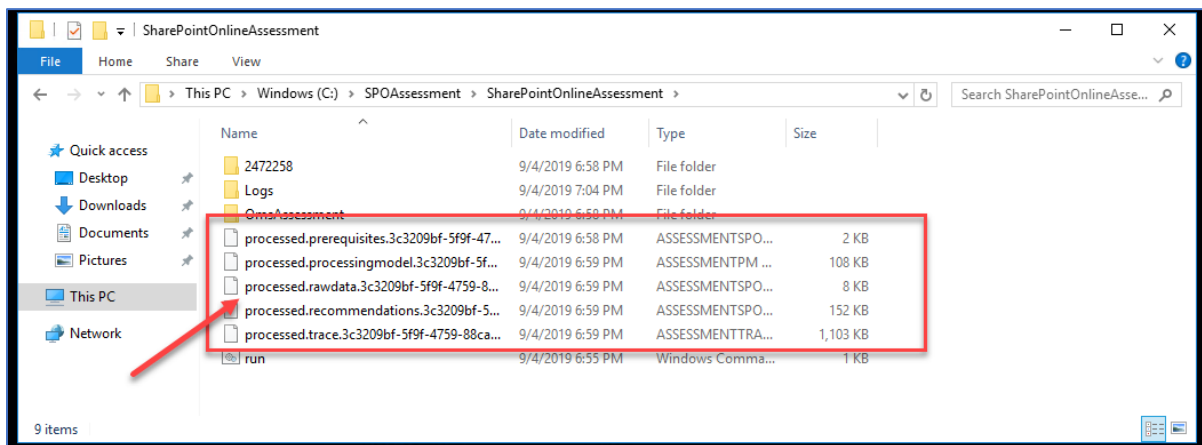 SharePointOnlineAssessment
File Home Share View
This PC > Windows (C:) > SPOAssessment > SharePointOnlineAssessment > Search SharePointOnlineAsse...
Name Date modified Type Size
Quick access
Desktop
Downloads
Documents
Pictures
This PC
Network
2472258 9/4/2019 6:58 PM File folder
Logs 9/4/2019 7:04 PM File folder
OmsAssessment 9/4/2019 6:58 PM File folder
processed.prerequisites.3c3209bf-5f9f-47... 9/4/2019 6:58 PM ASSESSMENTSPO... 2 KB
processed.processingmodel.3c3209bf-5f... 9/4/2019 6:59 PM ASSESSMENTPM ... 108 KB
processed.rawdata.3c3209bf-5f9f-4759-8... 9/4/2019 6:59 PM ASSESSMENTSPO... 8 KB
processed.recommendations.3c3209bf-5... 9/4/2019 6:59 PM ASSESSMENTSPO... 152 KB
processed.trace.3c3209bf-5f9f-4759-88ca... 9/4/2019 6:59 PM ASSESSMENTTRA... 1,103 KB
run 9/4/2019 6:55 PM Windows Comma... 1 KB
9 items